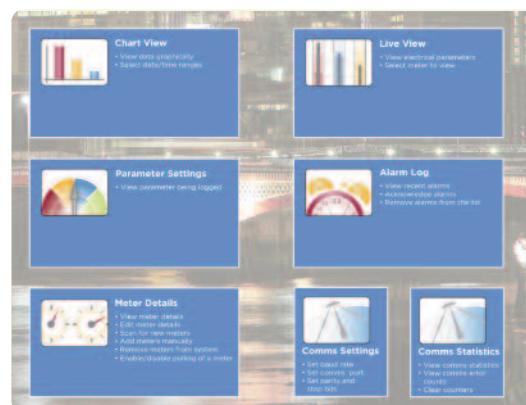 Chart View
• View data graphically
• Select date/time ranges
Live View
• View electrical parameters
• Select meter to view
Parameter Settings
• View parameter being logged
Alarm Log
• View recent alarms
• Acknowledge alarms
• Remove alarms from the list
Meter Details
• View meter details
• Edit meter details
• Scan for new meters
• Add meters manually
• Remove meters from system
• Enable/disable polling of a meter
Comms Settings
• Set baud rate
• Set comms port
• Set parity and
stop bits
Comms Statistics
• View comms statistics
• View comms error
counts
• Clear counters